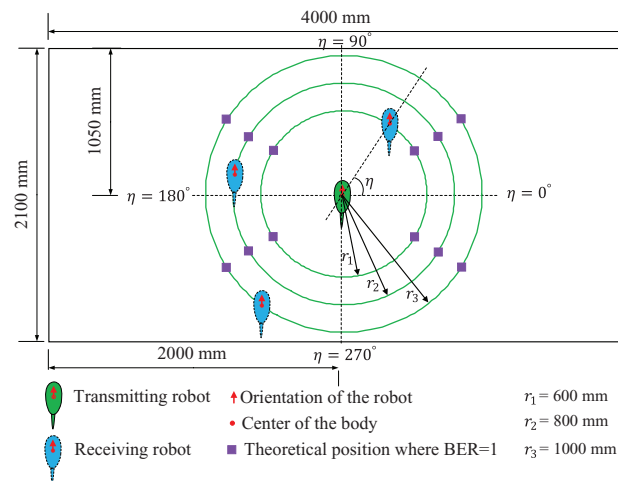 4000 mm
η = 90°
1050 mm
2100 mm
η
η = 180°
η = 0°
r1
r2
r3
2000 mm
η = 270°
Transmitting robot
Orientation of the robot
r1 = 600 mm
Center of the body
r2 = 800 mm
Receiving robot
Theoretical position where BER=1
r3 = 1000 mm